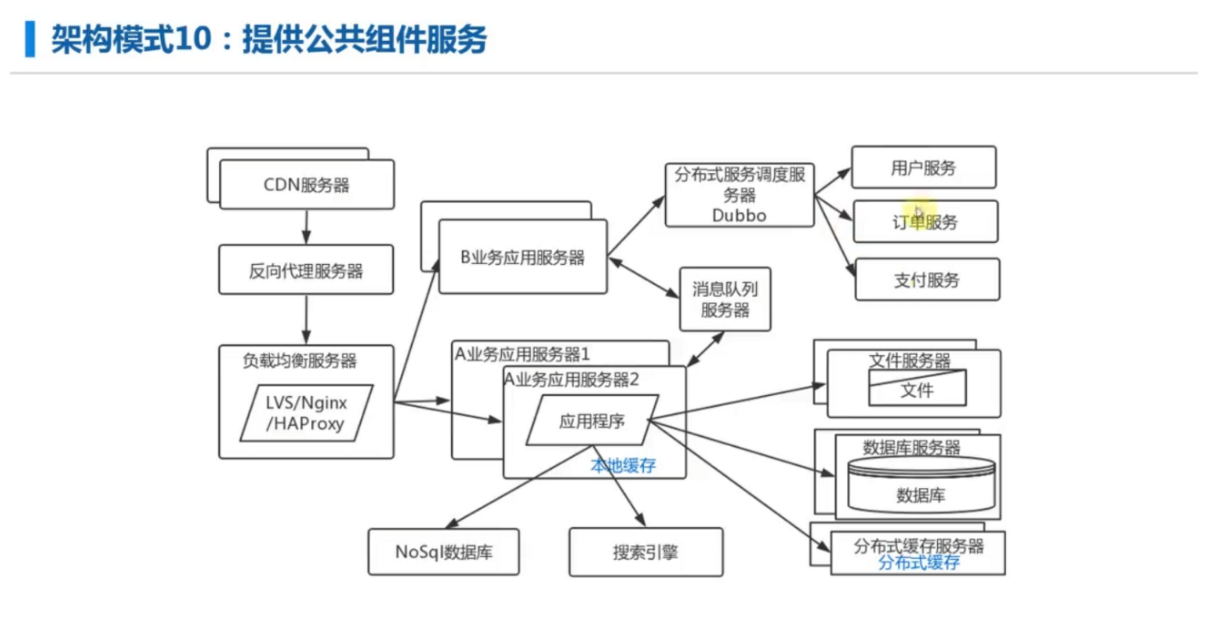 架构模式10：提供公共组件服务
CDN服务器
反向代理服务器
负载均衡服务器
LVS/Nginx
/HAProxy
B业务应用服务器
A业务应用服务器1
A业务应用服务器2
应用程序
本地缓存
NoSql数据库
搜索引擎
分布式服务调度服
务器
Dubbo
消息队列
服务器
用户服务
订单服务
支付服务
文件服务器
文件
数据库服务器
数据库
分布式缓存服务器
分布式缓存